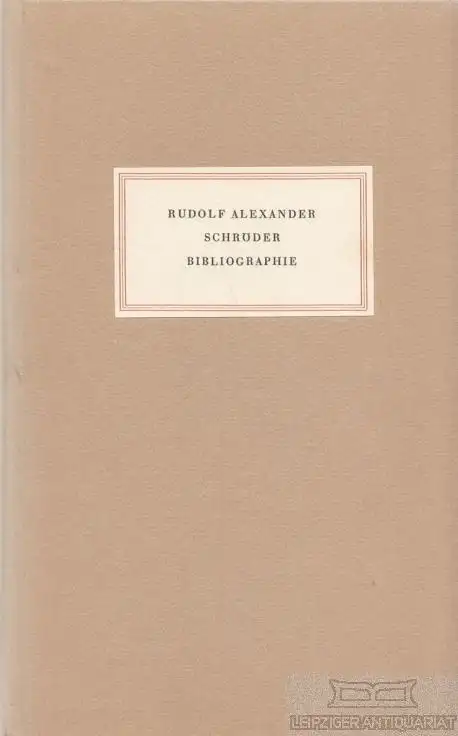 RUDOLF ALEXANDER
SCHRÖDER
BIBLIOGRAPHIE
LEIPZIGER ANTIQUARIAT